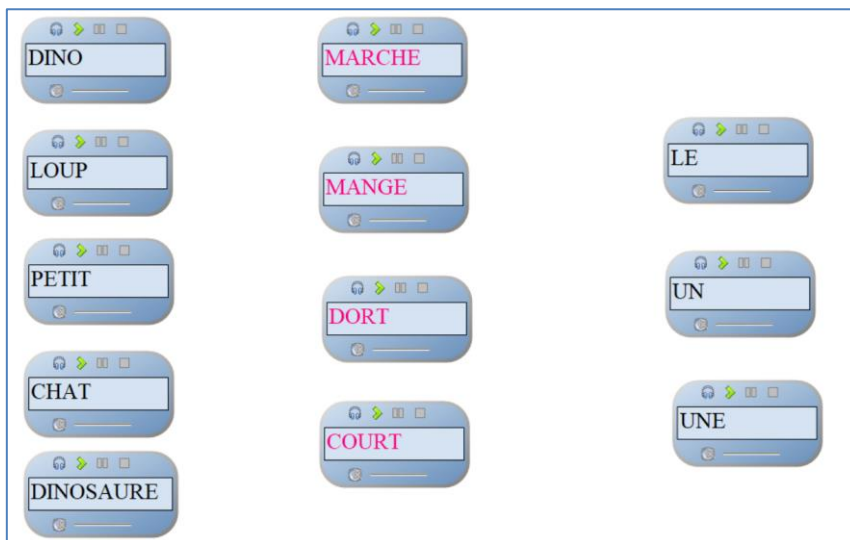 DINO
LOUP
PETIT
CHAT
DINOSAURE
MARCHE
MANGE
DORT
COURT
LE
UN
UNE